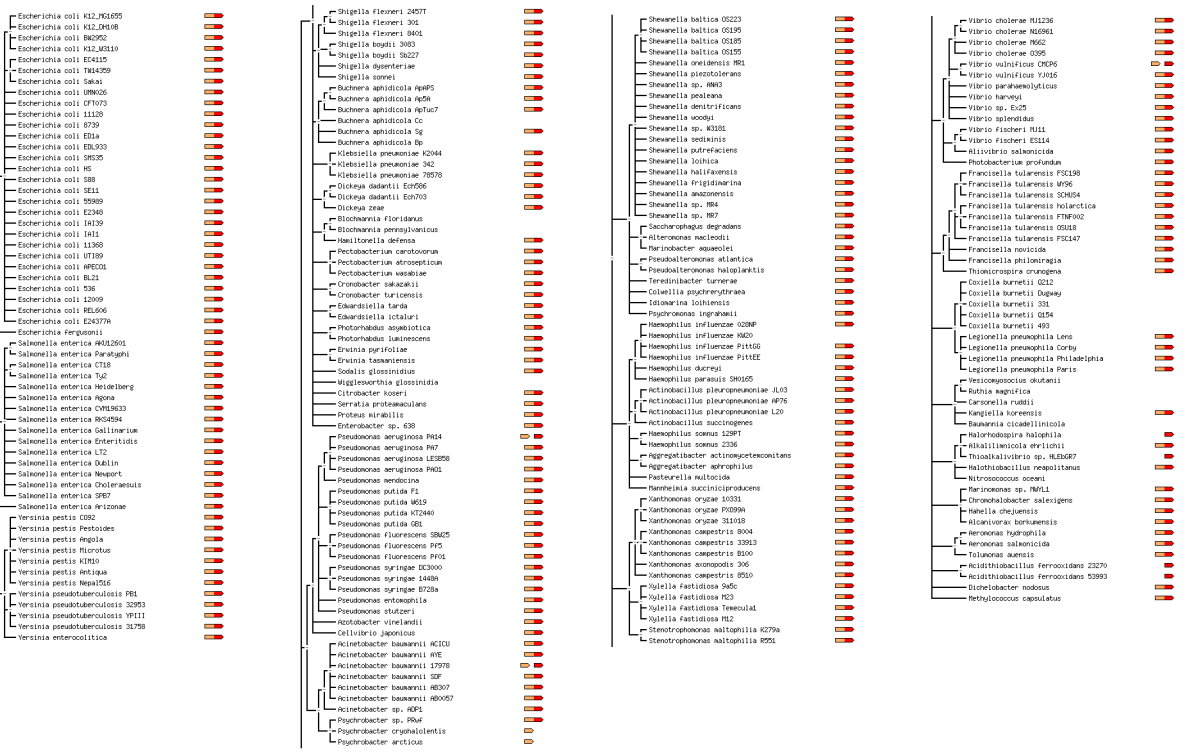 Escherichia coli K12_MG1655
Escherichia coli K12_DH10B
Escherichia coli BW2952
Escherichia coli K12_W3110
Escherichia coli EC4115
Escherichia coli TW14359
Escherichia coli Sakai
Escherichia coli UMN026
Escherichia coli CFT073
Escherichia coli 11128
Escherichia coli 8739
Escherichia coli ED1a
Escherichia coli EDL933
Escherichia coli SMS35
Escherichia coli HS
Escherichia coli S88
Escherichia coli SE11
Escherichia coli 55989
Escherichia coli E2348
Escherichia coli IAI39
Escherichia coli IAI1
Escherichia coli 11368
Escherichia coli UTI89
Escherichia coli APECO1
Escherichia coli BL21
Escherichia coli 536
Escherichia coli 12009
Escherichia coli REL606
Escherichia coli E24377A
Escherichia fergusonii
Salmonella enterica AKU12601
Salmonella enterica Paratyphi
Salmonella enterica CT18
Salmonella enterica Ty2
Salmonella enterica Heidelberg
Salmonella enterica Agona
Salmonella enterica CVM19633
Salmonella enterica RKS4594
Salmonella enterica Gallinarium
Salmonella enterica Enteritidis
Salmonella enterica LT2
Salmonella enterica Dublin
Salmonella enterica Newport
Salmonella enterica Choleraesuis
Salmonella enterica SPB7
Salmonella enterica Arizonae
Yersinia pestis CO92
Yersinia pestis Pestoides
Yersinia pestis Angola
Yersinia pestis Microtus
Yersinia pestis KIM10
Yersinia pestis Antiqua
Yersinia pestis Nepal516
Yersinia pseudotuberculosis PB1
Yersinia pseudotuberculosis 32953
Yersinia pseudotuberculosis YPIII
Yersinia pseudotuberculosis 31758
Yersinia enterocolitica
Shigella flexneri 2457T
Shigella flexneri 301
Shigella flexneri 8401
Shigella boydii 3083
Shigella boydii Sb227
Shigella dysenteriae
Shigella sonnei
Buchnera aphidicola ApAPS
Buchnera aphidicola Ap5A
Buchnera aphidicola ApTuc7
Buchnera aphidicola Cc
Buchnera aphidicola Sg
Buchnera aphidicola Bp
Klebsiella pneumoniae K2044
Klebsiella pneumoniae 342
Klebsiella pneumoniae 78578
Dickeya dadantii Ech586
Dickeya dadantii Ech703
Dickeya zeae
Blochmannia floridanus
Blochmannia pennsylvanicus
Hamiltonella defensa
Pectobacterium carotovorum
Pectobacterium atrosepticum
Pectobacterium wasabiae
Cronobacter sakazakii
Cronobacter turicensis
Edwardsiella tarda
Edwardsiella ictaluri
Photorhabdus asymbiotica
Photorhabdus luminescens
Erwinia pyrifoliae
Erwinia tasmaniensis
Sodalis glossinidius
Wigglesworthia glossinidia
Citrobacter koseri
Serratia proteamaculans
Proteus mirabilis
Enterobacter sp. 638
Pseudomonas aeruginosa PA14
Pseudomonas aeruginosa PA7
Pseudomonas aeruginosa LESB58
Pseudomonas aeruginosa PAO1
Pseudomonas mendocina
Pseudomonas putida F1
Pseudomonas putida W619
Pseudomonas putida KT2440
Pseudomonas putida GB1
Pseudomonas fluorescens SBW25
Pseudomonas fluorescens Pf5
Pseudomonas fluorescens Pf01
Pseudomonas syringae DC3000
Pseudomonas syringae 1448A
Pseudomonas syringae B728a
Pseudomonas entomophila
Pseudomonas stutzeri
Azotobacter vinelandii
Cellvibrio japonicus
Acinetobacter baumannii ACICU
Acinetobacter baumannii AYE
Acinetobacter baumannii 17978
Acinetobacter baumannii SDF
Acinetobacter baumannii AB307
Acinetobacter baumannii AB0057
Acinetobacter sp. ADP1
Psychrobacter sp. PRwf
Psychrobacter cryohalolentis
Psychrobacter arcticus
Shewanella baltica OS223
Shewanella baltica OS195
Shewanella baltica OS185
Shewanella baltica OS155
Shewanella oneidensis MR1
Shewanella piezotolerans
Shewanella sp. ANA3
Shewanella pealeana
Shewanella denitrificans
Shewanella woodyi
Shewanella sp. W3181
Shewanella sediminis
Shewanella putrefaciens
Shewanella loihica
Shewanella halifaxensis
Shewanella frigidimarina
Shewanella amazonensis
Shewanella sp. MR4
Shewanella sp. MR7
Saccharophagus degradans
Alteromonas macleodii
Marinobacter aquaeolei
Pseudoalteromonas atlantica
Pseudoalteromonas haloplanktis
Teredinibacter turnerae
Colwellia psychrerythraea
Idiomarina loihiensis
Psychromonas ingrahamii
Haemophilus influenzae 028NP
Haemophilus influenzae KW20
Haemophilus influenzae PittGG
Haemophilus influenzae PittEE
Haemophilus ducreyi
Haemophilus parasuis SH0165
Actinobacillus pleuropneumoniae JL03
Actinobacillus pleuropneumoniae AP76
Actinobacillus pleuropneumoniae L20
Actinobacillus succinogenes
Haemophilus somnus 129PT
Haemophilus somnus 2336
Aggregatibacter actinomycetemcomitans
Aggregatibacter aphrophilus
Pasteurella multocida
Mannheimia succiniciproducens
Xanthomonas oryzae 10331
Xanthomonas oryzae PXO99A
Xanthomonas oryzae 311018
Xanthomonas campestris 8004
Xanthomonas campestris 33913
Xanthomonas campestris B100
Xanthomonas axonopodis 306
Xanthomonas campestris 8510
Xylella fastidiosa 9a5c
Xylella fastidiosa M23
Xylella fastidiosa Temecula1
Xylella fastidiosa M12
Stenotrophomonas maltophilia K279a
Stenotrophomonas maltophilia R551
Vibrio cholerae MJ1236
Vibrio cholerae N16961
Vibrio cholerae M662
Vibrio cholerae O395
Vibrio vulnificus CMCP6
Vibrio vulnificus YJ016
Vibrio parahaemolyticus
Vibrio harveyi
Vibrio sp. Ex25
Vibrio splendidus
Vibrio fischeri MJ11
Vibrio fischeri ES114
Aliivibrio salmonicida
Photobacterium profundum
Francisella tularensis FSC198
Francisella tularensis WY96
Francisella tularensis SCHUS4
Francisella tularensis holarctica
Francisella tularensis FTNF002
Francisella tularensis OSU18
Francisella tularensis FSC147
Francisella novicida
Francisella philomiragia
Thiomicrospira crunogena
Coxiella burnetii Q212
Coxiella burnetii Dugway
Coxiella burnetii 331
Coxiella burnetii Q154
Coxiella burnetii 493
Legionella pneumophila Lens
Legionella pneumophila Corby
Legionella pneumophila Philadelphia
Legionella pneumophila Paris
Vesicomyosocius okutanii
Ruthia magnifica
Carsonella ruddii
Kangiella koreensis
Baumannia cicadellinicola
Halorhodospira halophila
Alkalilimnicola ehrlichii
Thioalkalivibrio sp. HLEbGR7
Halothiobacillus neapolitanus
Nitrosococcus oceani
Marinomonas sp. MWYL1
Chromohalobacter salexigens
Hahella chejuensis
Alcanivorax borkumensis
Aeromonas hydrophila
Aeromonas salmonicida
Tolumonas auensis
Acidithiobacillus ferrooxidans 23270
Acidithiobacillus ferrooxidans 53993
Dichelobacter nodosus
Methylococcus capsulatus